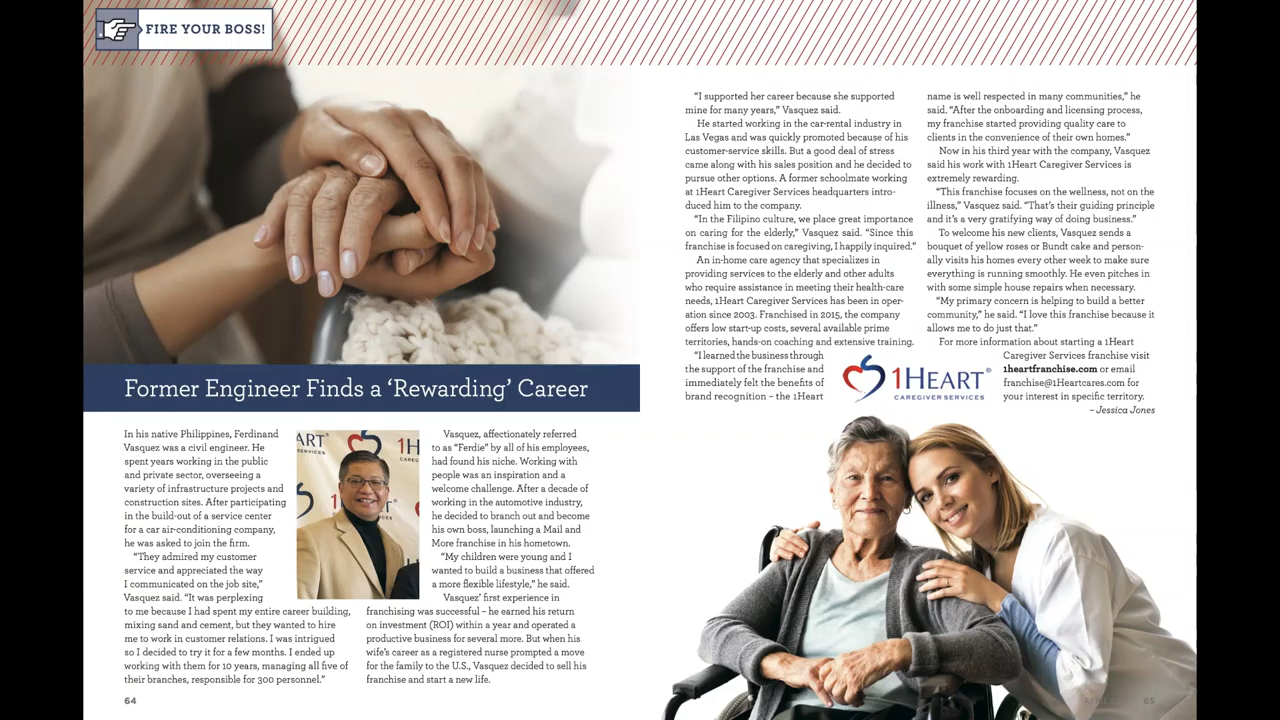 FIRE YOUR BOSS!
Former Engineer Finds a ‘Rewarding’ Career
In his native Philippines, Ferdinand
Vasquez was a civil engineer. He
spent years working in the public
and private sector, overseeing a
variety of infrastructure projects and
construction sites. After participating
in the build-out of a service center
for a car air-conditioning company,
he was asked to join the firm.
“They admired my customer
service and appreciated the way
I communicated on the job site,”
Vasquez said. “It was perplexing
to me because I had spent my entire career building,
mixing sand and cement, but they wanted to hire
me to work in customer relations. I was intrigued
so I decided to try it for a few months. I ended up
working with them for 10 years, managing all five of
their branches, responsible for 300 personnel.”
Vasquez, affectionately referred
to as “Ferdie” by all of his employees,
had found his niche. Working with
people was an inspiration and a
welcome challenge. After a decade of
working in the automotive industry,
he decided to branch out and become
his own boss, launching a Mail and
More franchise in his hometown.
“My children were young and I
wanted to build a business that offered
a more flexible lifestyle,” he said.
Vasquez’ first experience in
franchising was successful – he earned his return
on investment (ROI) within a year and operated a
productive business for several more. But when his
wife’s career as a registered nurse prompted a move
for the family to the U.S., Vasquez decided to sell his
franchise and start a new life.
64
“I supported her career because she supported
mine for many years,” Vasquez said.
He started working in the car-rental industry in
Las Vegas and was quickly promoted because of his
customer-service skills. But a good deal of stress
came along with his sales position and he decided to
pursue other options. A former schoolmate working
at 1Heart Caregiver Services headquarters intro-
duced him to the company.
“In the Filipino culture, we place great importance
on caring for the elderly,” Vasquez said. “Since this
franchise is focused on caregiving, I happily inquired.”
An in-home care agency that specializes in
providing services to the elderly and other adults
who require assistance in meeting their health-care
needs, 1Heart Caregiver Services has been in oper-
ation since 2003. Franchised in 2015, the company
offers low start-up costs, several available prime
territories, hands-on coaching and extensive training.
“I learned the business through
the support of the franchise and
immediately felt the benefits of
brand recognition – the 1Heart
name is well respected in many communities,” he
said. “After the onboarding and licensing process,
my franchise started providing quality care to
clients in the convenience of their own homes.”
Now in his third year with the company, Vasquez
said his work with 1Heart Caregiver Services is
extremely rewarding.
“This franchise focuses on the wellness, not on the
illness,” Vasquez said. “That’s their guiding principle
and it’s a very gratifying way of doing business.”
To welcome his new clients, Vasquez sends a
bouquet of yellow roses or Bundt cake and person-
ally visits his homes every other week to make sure
everything is running smoothly. He even pitches in
with some simple house repairs when necessary.
“My primary concern is helping to build a better
community,” he said. “I love this franchise because it
allows me to do just that.”
For more information about starting a 1Heart
Caregiver Services franchise visit
1heartfranchise.com or email
franchise@1Heartcares.com for
your interest in specific territory.
– Jessica Jones
1HEART®
CAREGIVER SERVICES
65